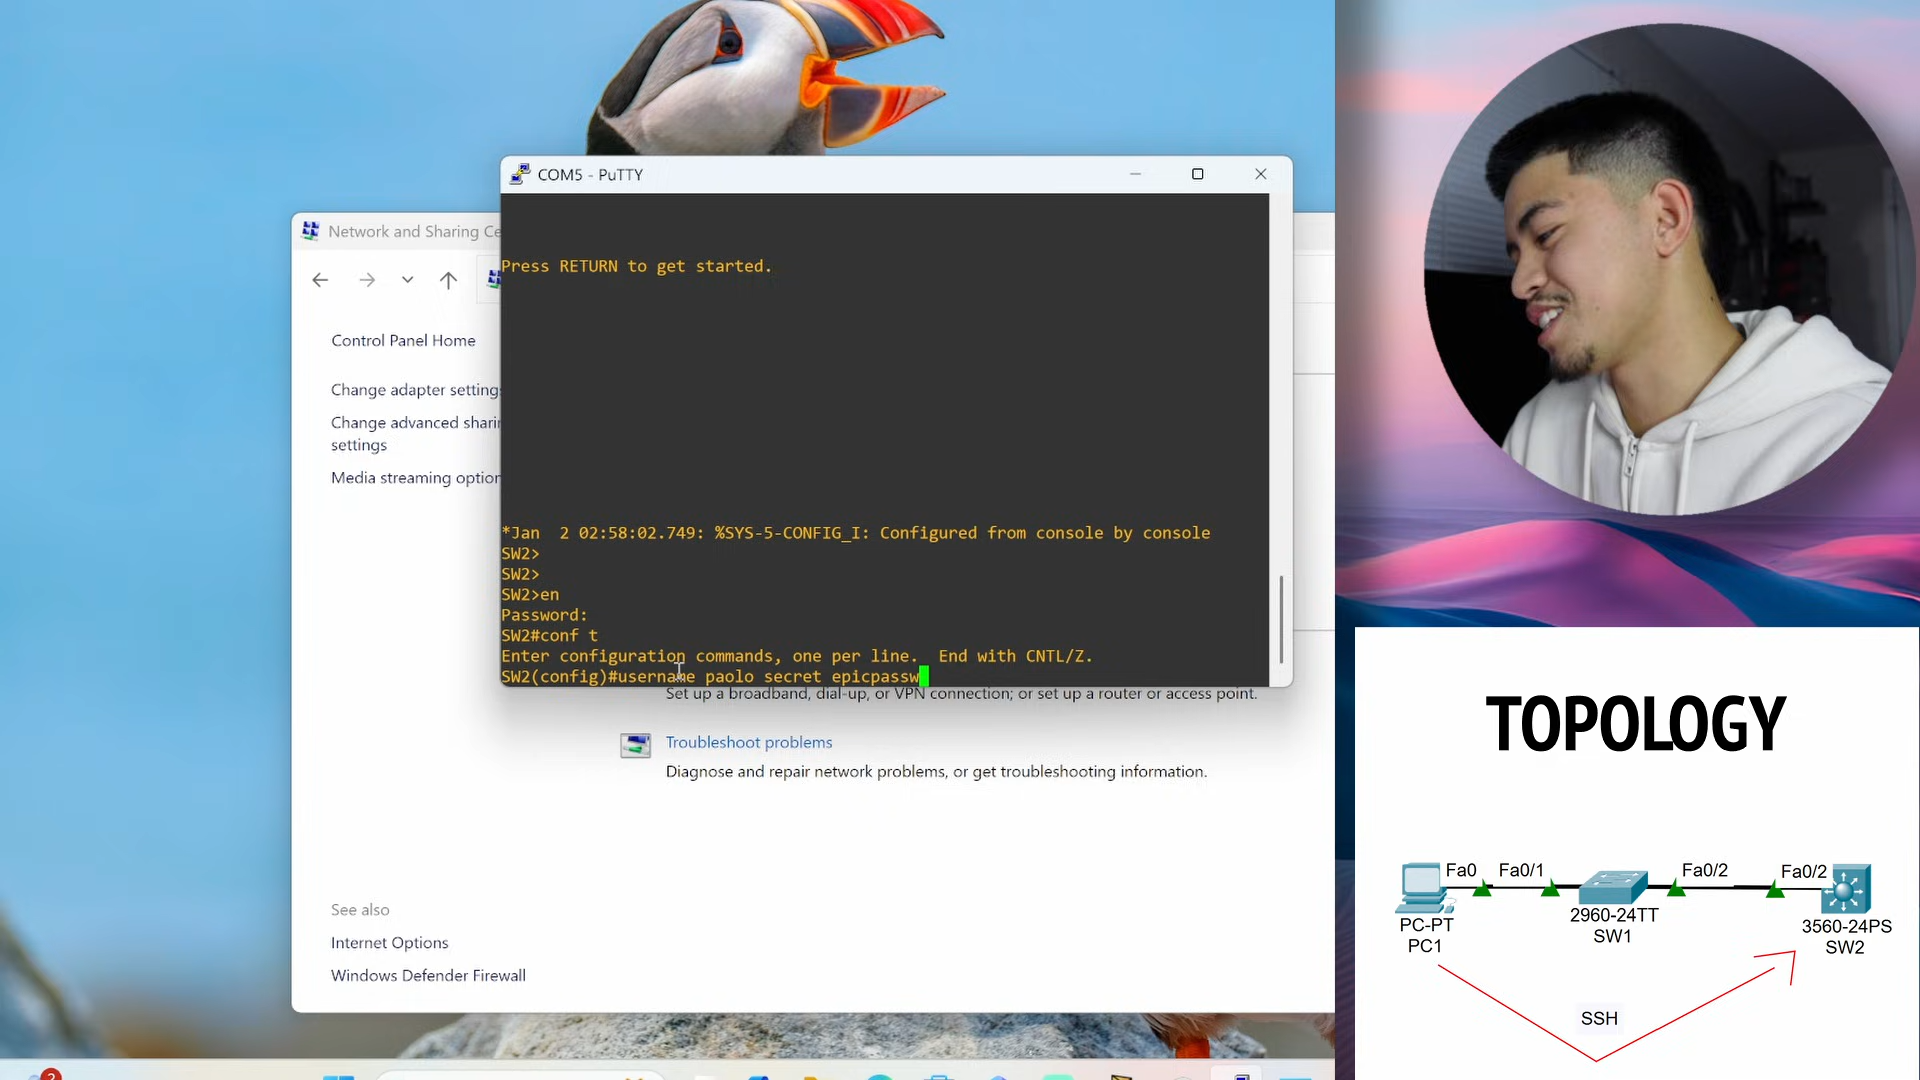 COM5 - PuTTY
Network and Sharing Ce
Press RETURN to get started.
Control Panel Home
Change adapter setting
Change advanced sharin
settings
Media streaming option
*Jan  2 02:58:02.749: %SYS-5-CONFIG_I: Configured from console by console
SW2>
SW2>
SW2>en
Password:
SW2#conf t
Enter configuration commands, one per line.  End with CNTL/Z.
SW2(config)#username paolo secret epicpassw
Set up a broadband, dial-up, or VPN connection; or set up a router or access point.
Troubleshoot problems
Diagnose and repair network problems, or get troubleshooting information.
See also
Internet Options
Windows Defender Firewall
2
TOPOLOGY
Fa0 Fa0/1 Fa0/2 Fa0/2
PC-PT
PC1
2960-24TT
SW1
3560-24PS
SW2
SSH